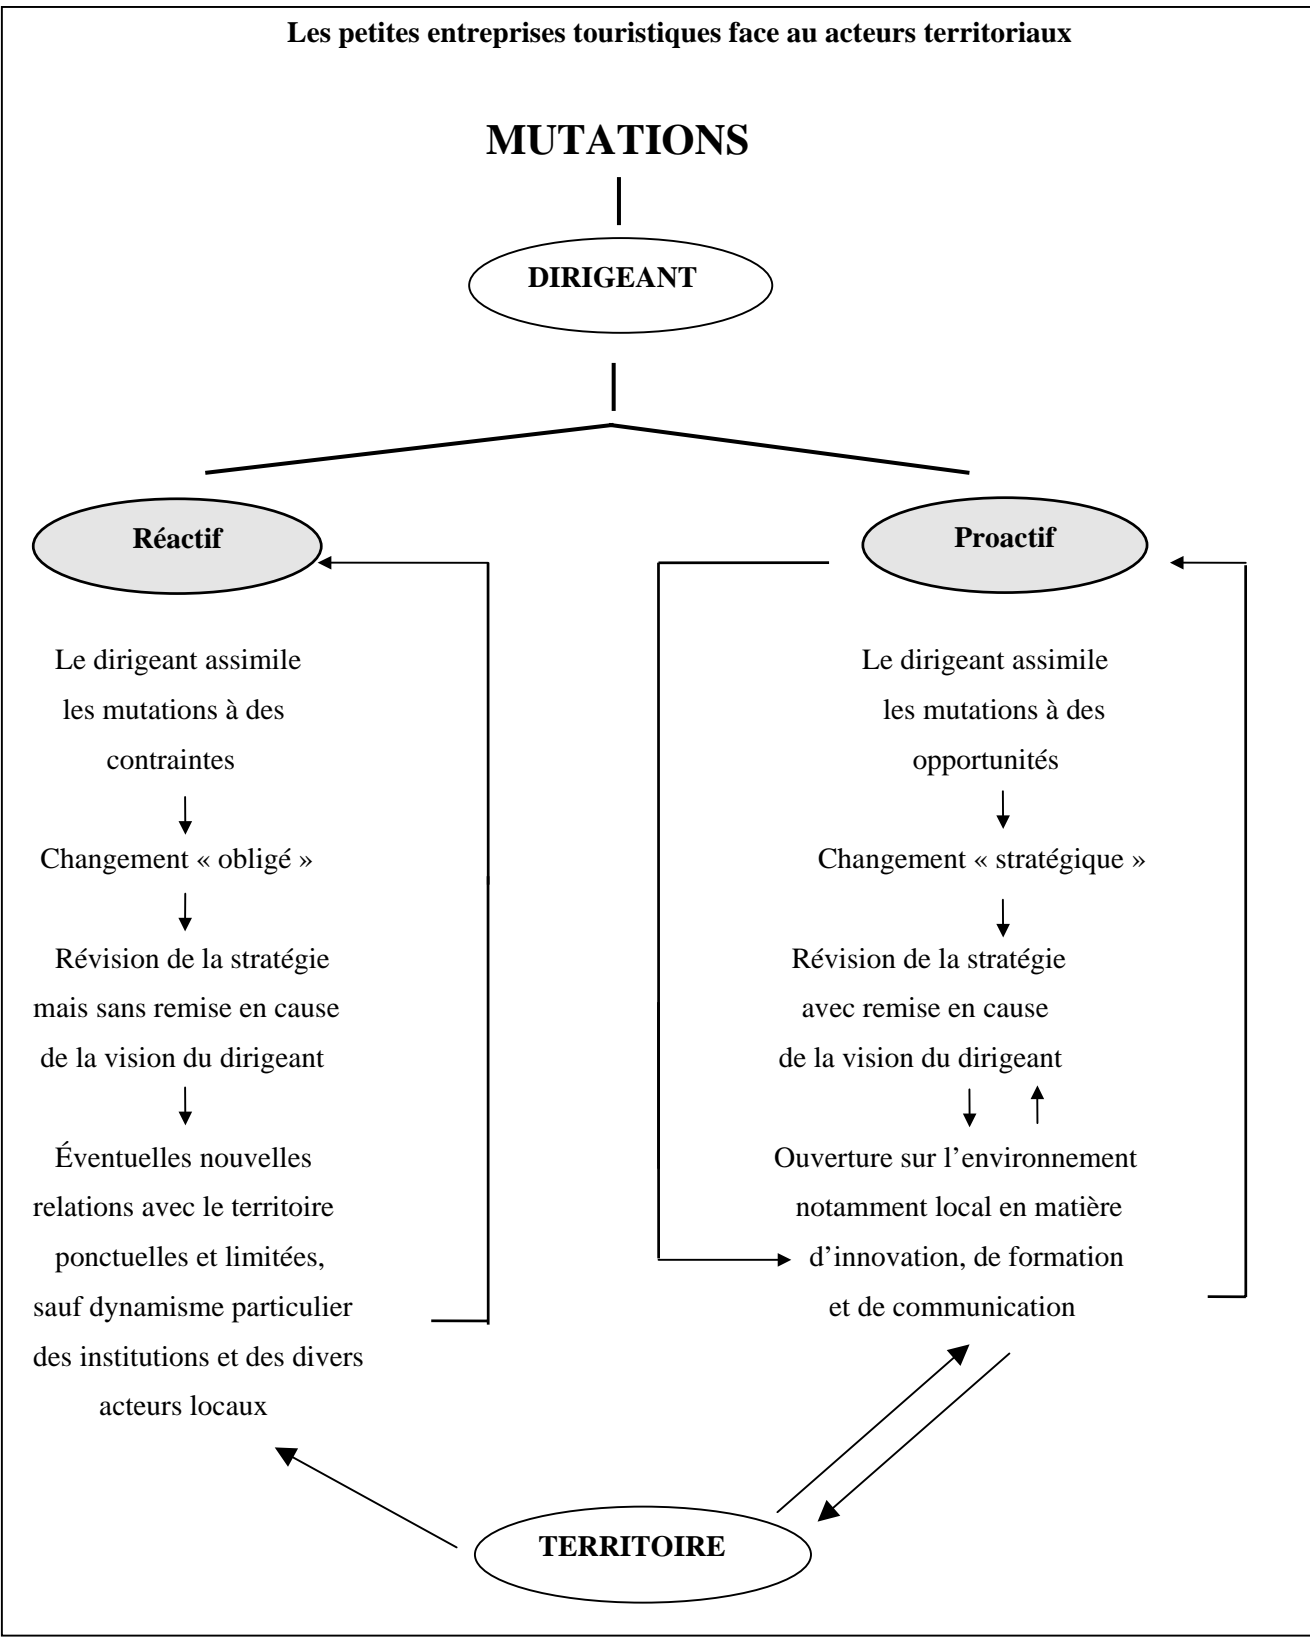 Les petites entreprises touristiques face au acteurs territoriaux
MUTATIONS
DIRIGEANT
Réactif
Le dirigeant assimile
les mutations à des
contraintes
Changement « obligé »
Révision de la stratégie
mais sans remise en cause
de la vision du dirigeant
Éventuelles nouvelles
relations avec le territoire
ponctuelles et limitées,
sauf dynamisme particulier
des institutions et des divers
acteurs locaux
Proactif
Le dirigeant assimile
les mutations à des
opportunités
Changement « stratégique »
Révision de la stratégie
avec remise en cause
de la vision du dirigeant
Ouverture sur l’environnement
notamment local en matière
d’innovation, de formation
et de communication
TERRITOIRE